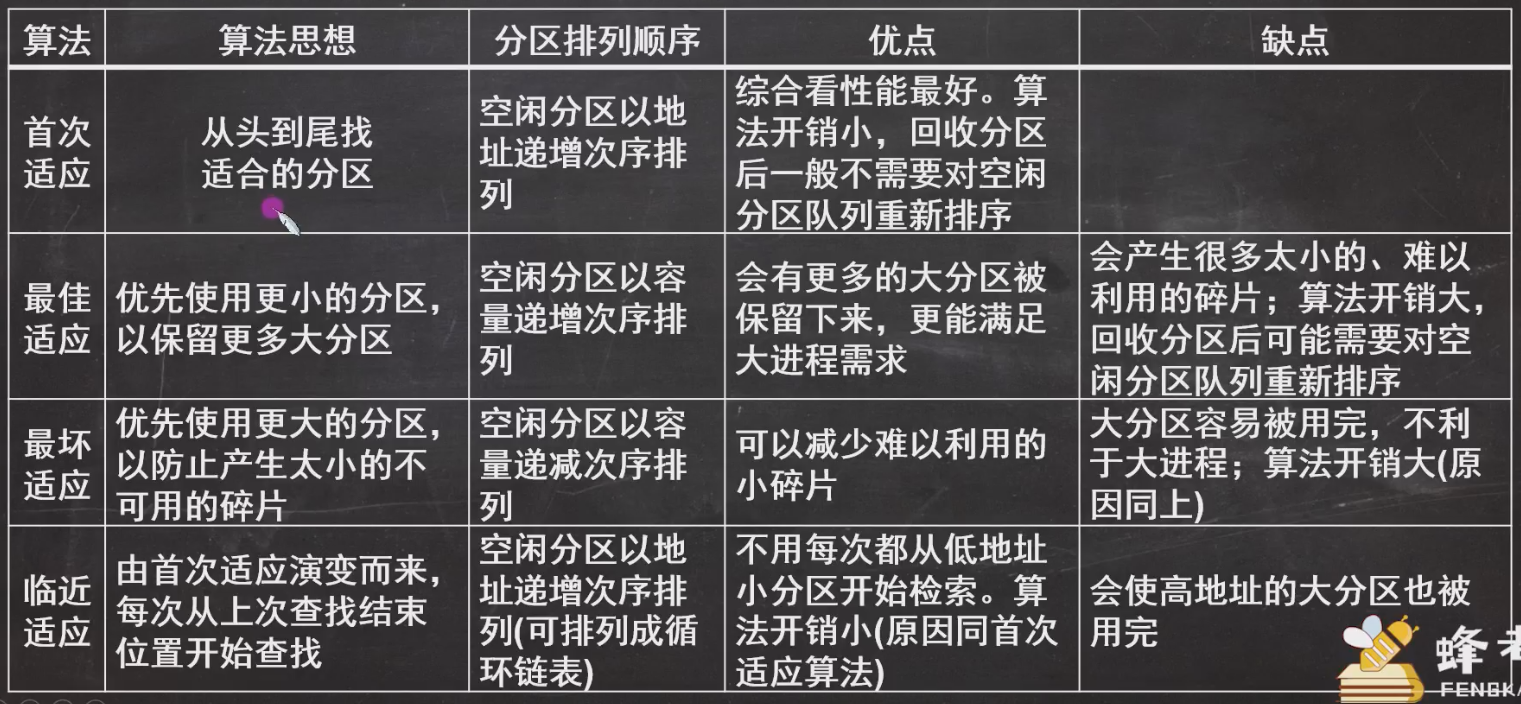 算法
算法思想
分区排列顺序
优点
缺点
首次
适应
从头到尾找
适合的分区
空闲分区以地
址递增次序排
列
综合看性能最好。算
法开销小，回收分区
后一般不需要对空闲
分区队列重新排序
最佳
适应
优先使用更小的分区，
以保留更多大分区
空闲分区以容
量递增次序排
列
会有更多的大分区被
保留下来，更能满足
大进程需求
会产生很多太小的、难以
利用的碎片；算法开销大，
回收分区后可能需要对空
闲分区队列重新排序
最坏
适应
优先使用更大的分区，
以防止产生太小的不
可用的碎片
空闲分区以容
量递减次序排
列
可以减少难以利用的
小碎片
大分区容易被用完，不利
于大进程；算法开销大(原
因同上)
临近
适应
由首次适应演变而来，
每次从上次查找结束
位置开始查找
空闲分区以地
址递增次序排
列(可排列成循
环链表)
不用每次都从低地址
小分区开始检索。算
法开销小(原因同首次
适应算法)
会使高地址的大分区也被
用完
蜂考
FENGK